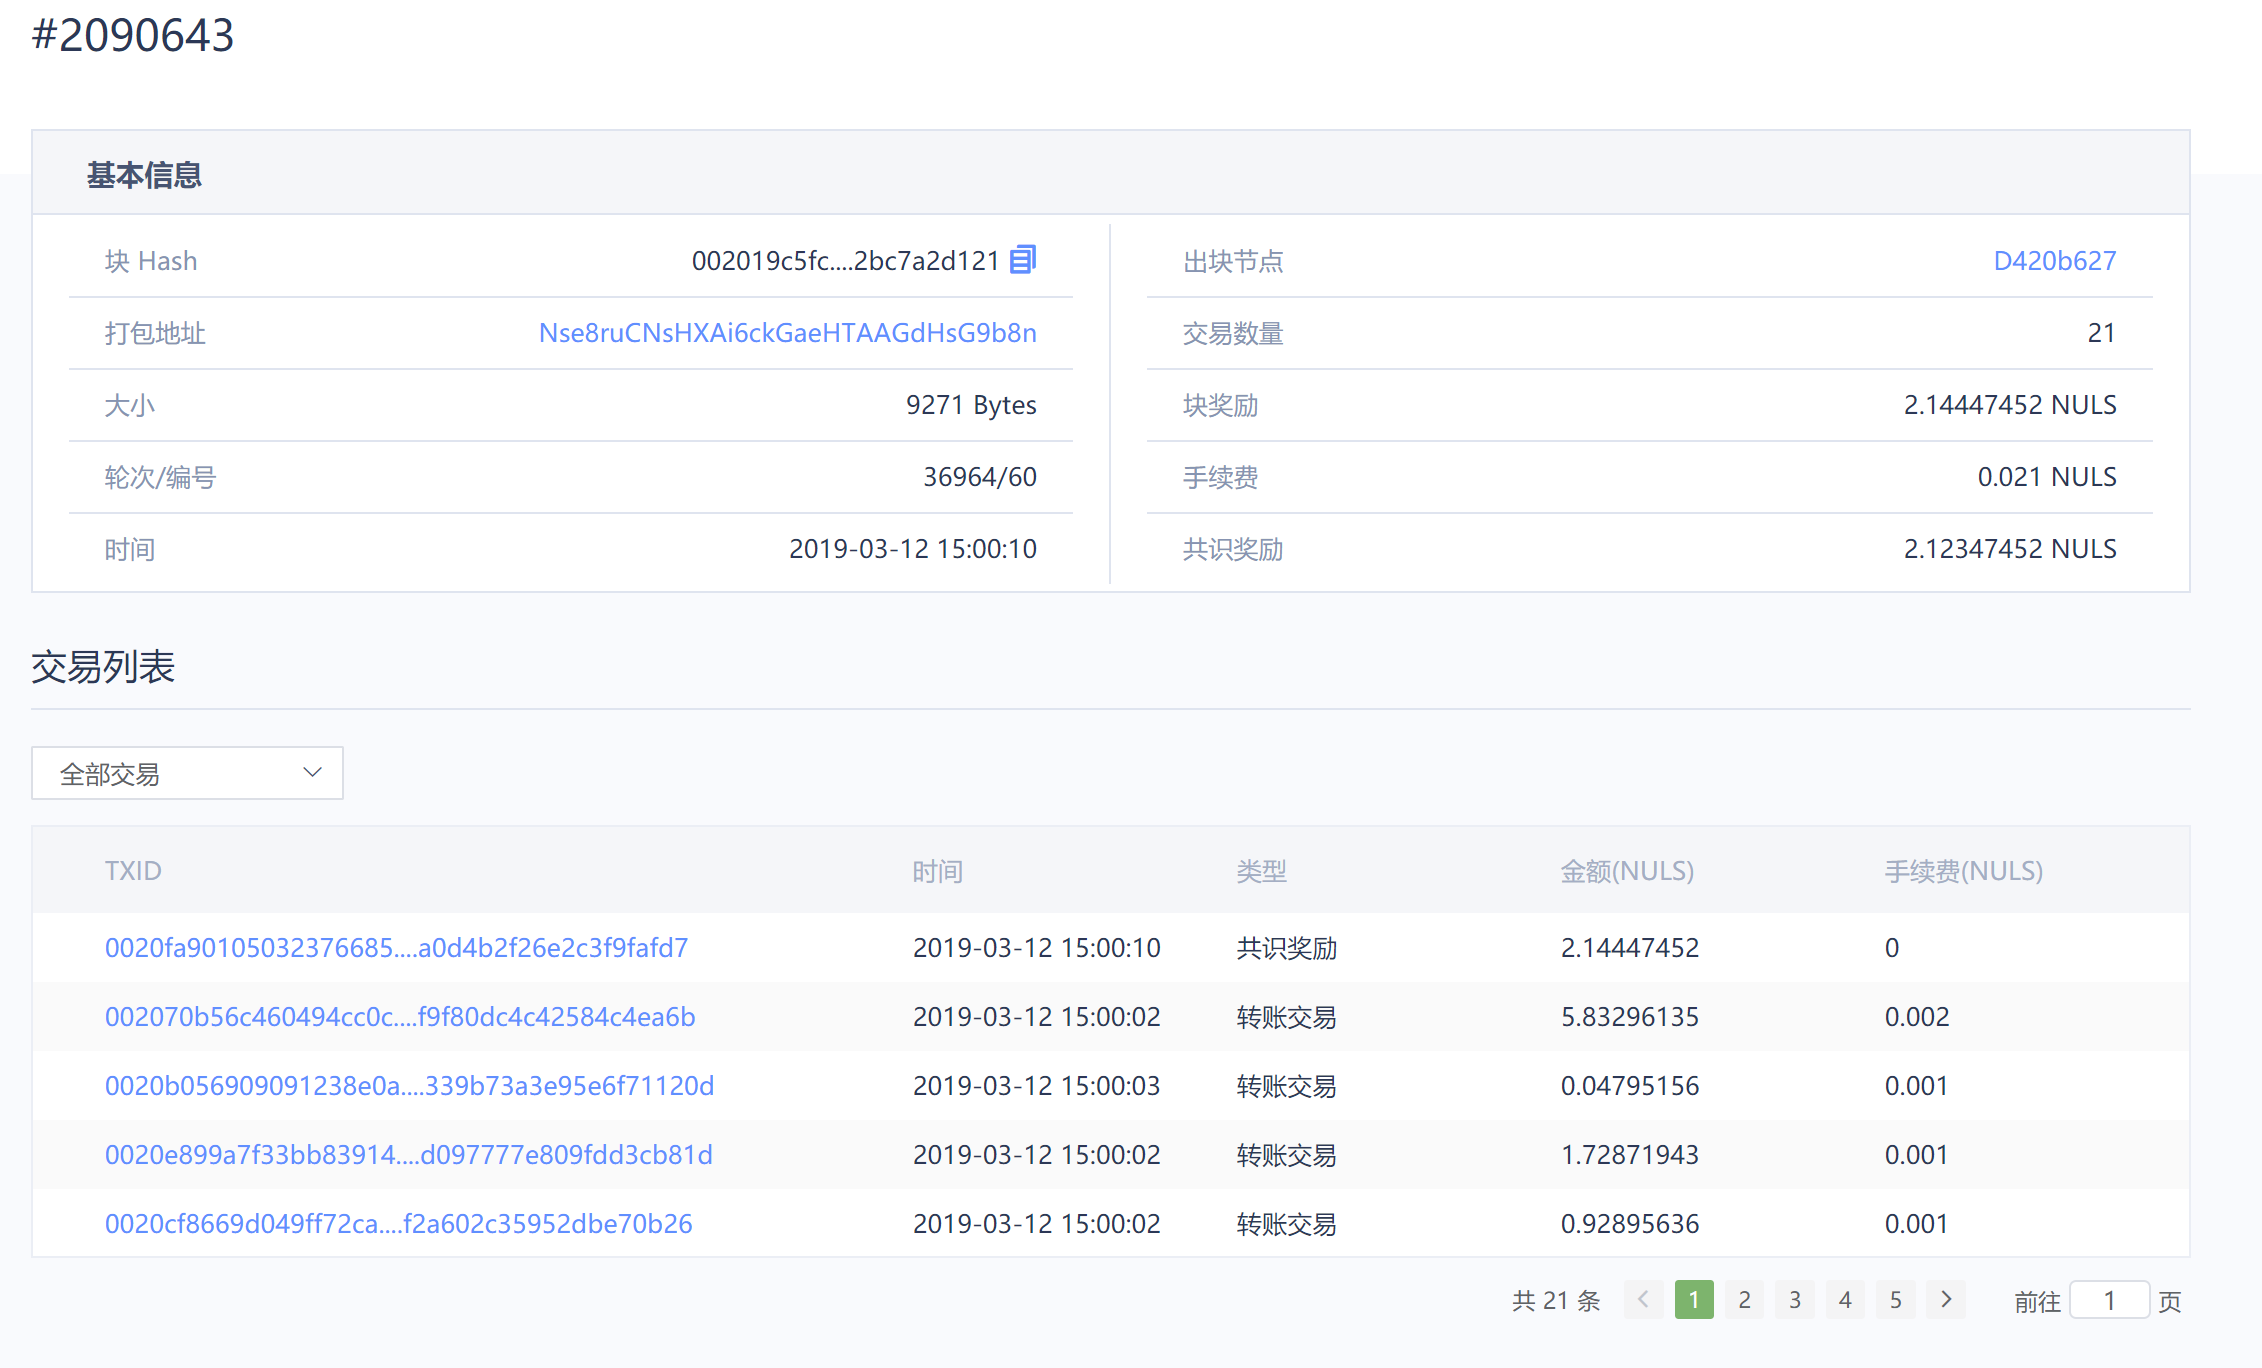 #2090643
基本信息
块 Hash 002019c5fc....2bc7a2d121
出块节点 D420b627
打包地址 Nse8ruCNsHXAi6ckGaeHTAAGdHsG9b8n
交易数量 21
大小 9271 Bytes
块奖励 2.14447452 NULS
轮次/编号 36964/60
手续费 0.021 NULS
时间 2019-03-12 15:00:10
共识奖励 2.12347452 NULS
交易列表
全部交易
TXID 时间 类型 金额(NULS) 手续费(NULS)
0020fa90105032376685....a0d4b2f26e2c3f9fafd7 2019-03-12 15:00:10 共识奖励 2.14447452 0
002070b56c460494cc0c....f9f80dc4c42584c4ea6b 2019-03-12 15:00:02 转账交易 5.83296135 0.002
0020b056909091238e0a....339b73a3e95e6f71120d 2019-03-12 15:00:03 转账交易 0.04795156 0.001
0020e899a7f33bb83914....d097777e809fdd3cb81d 2019-03-12 15:00:02 转账交易 1.72871943 0.001
0020cf8669d049ff72ca....f2a602c35952dbe70b26 2019-03-12 15:00:02 转账交易 0.92895636 0.001
共 21 条 1 2 3 4 5 前往 1 页